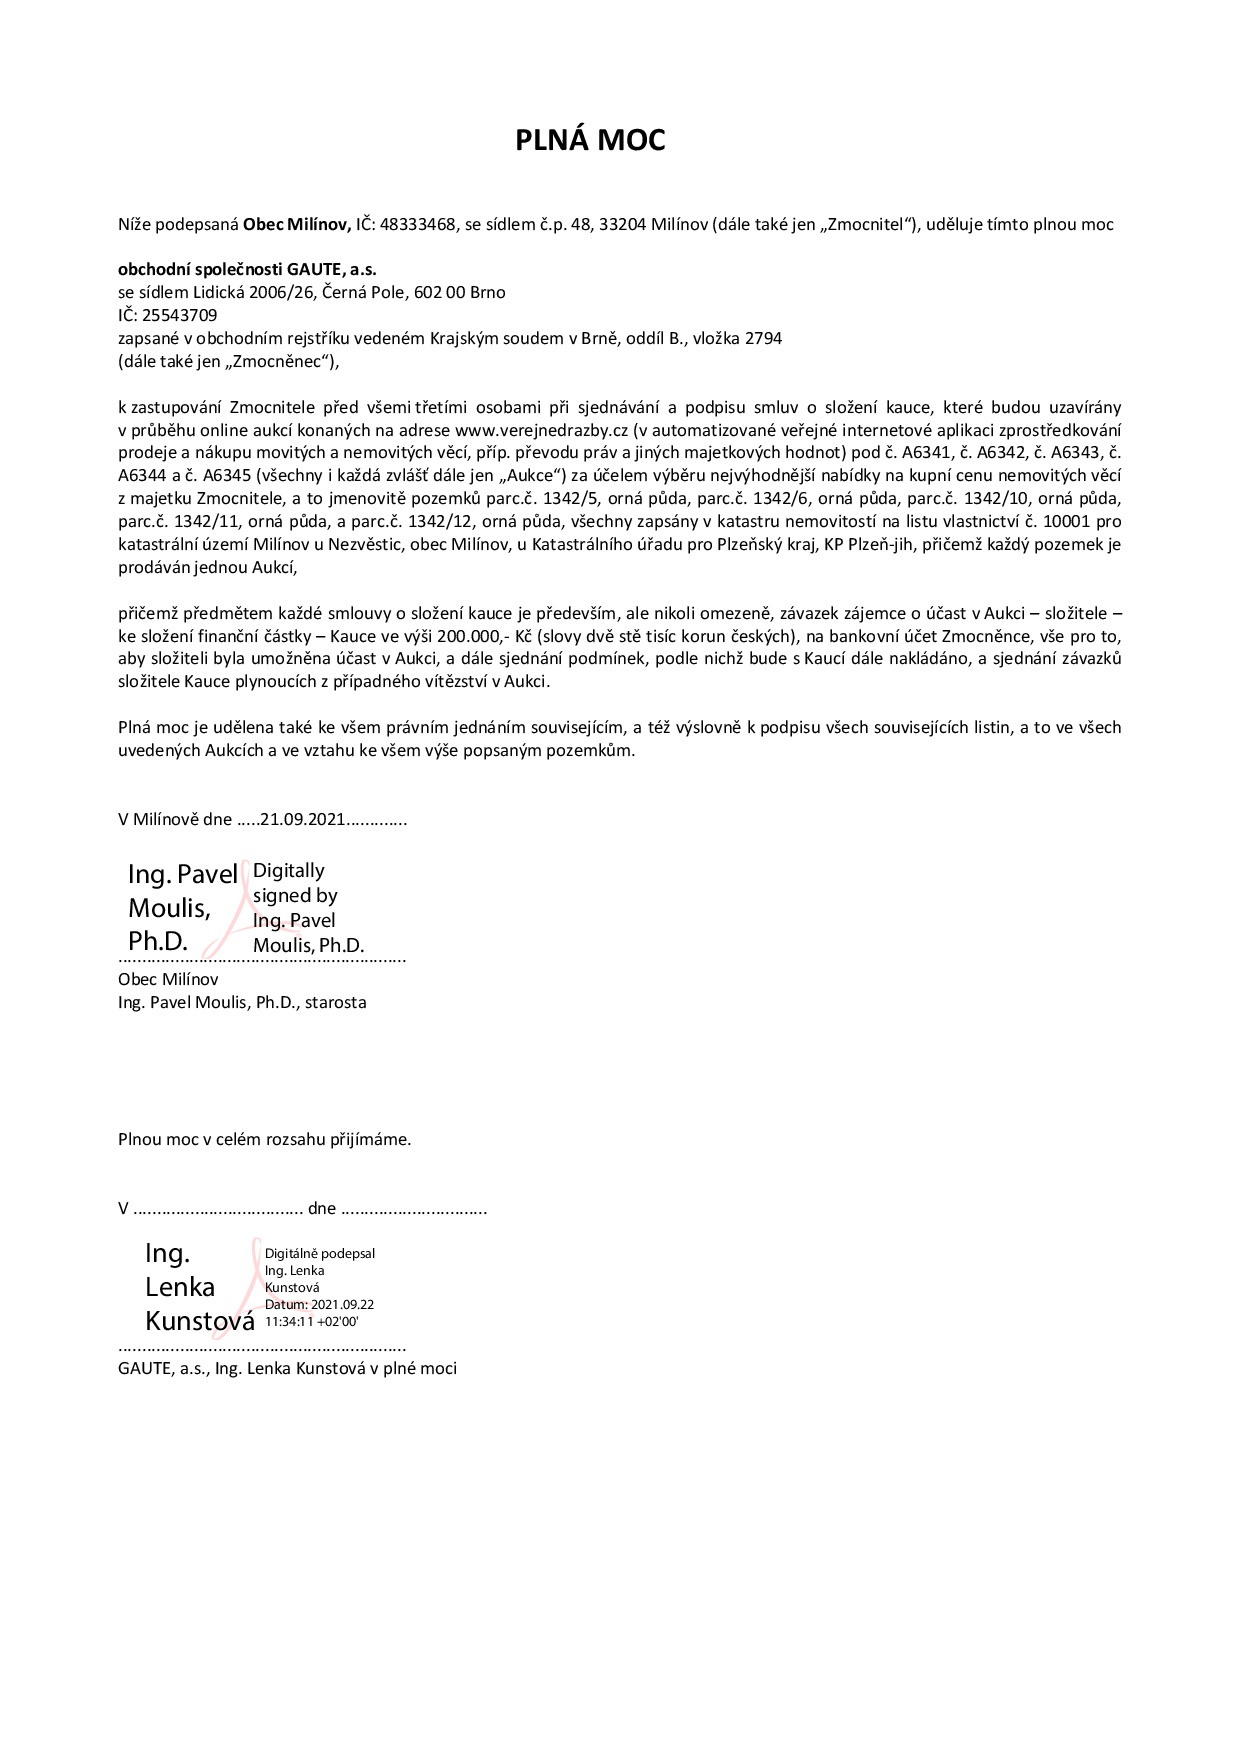 PLNÁ MOC
Níže podepsaná Obec Milínov, IČ: 48333468, se sídlem č.p. 48, 33204 Milínov (dále také jen „Zmocnitel“), uděluje tímto plnou moc
obchodní společnosti GAUTE, a.s.
se sídlem Lidická 2006/26, Černá Pole, 602 00 Brno
IČ: 25543709
zapsané v obchodním rejstříku vedeném Krajským soudem v Brně, oddíl B., vložka 2794
(dále také jen „Zmocněnec“),
k zastupování Zmocnitele před všemi třetími osobami při sjednávání a podpisu smluv o složení kauce, které budou uzavírány
v průběhu online aukcí konaných na adrese www.verejnedrazby.cz (v automatizované veřejné internetové aplikaci zprostředkování
prodeje a nákupu movitých a nemovitých věcí, příp. převodu práv a jiných majetkových hodnot) pod č. A6341, č. A6342, č. A6343, č.
A6344 a č. A6345 (všechny i každá zvlášť dále jen „Aukce“) za účelem výběru nejvýhodnější nabídky na kupní cenu nemovitých věcí
z majetku Zmocnitele, a to jmenovitě pozemků parc.č. 1342/5, orná půda, parc.č. 1342/6, orná půda, parc.č. 1342/10, orná půda,
parc.č. 1342/11, orná půda, a parc.č. 1342/12, orná půda, všechny zapsány v katastru nemovitostí na listu vlastnictví č. 10001 pro
katastrální území Milínov u Nezvěstic, obec Milínov, u Katastrálního úřadu pro Plzeňský kraj, KP Plzeň-jih, přičemž každý pozemek je
prodáván jednou Aukcí,
přičemž předmětem každé smlouvy o složení kauce je především, ale nikoli omezeně, závazek zájemce o účast v Aukci – složitele –
ke složení finanční částky – Kauce ve výši 200.000,- Kč (slovy dvě stě tisíc korun českých), na bankovní účet Zmocněnce, vše pro to,
aby složiteli byla umožněna účast v Aukci, a dále sjednání podmínek, podle nichž bude s Kaucí dále nakládáno, a sjednání závazků
složitele Kauce plynoucích z případného vítězství v Aukci.
Plná moc je udělena také ke všem právním jednáním souvisejícím, a též výslovně k podpisu všech souvisejících listin, a to ve všech
uvedených Aukcích a ve vztahu ke všem výše popsaným pozemkům.
V Milínově dne .....21.09.2021.............
Ing. Pavel
Moulis,
Ph.D.
Digitally
signed by
Ing. Pavel
Moulis, Ph.D.
.............................................................
Obec Milínov
Ing. Pavel Moulis, Ph.D., starosta
Plnou moc v celém rozsahu přijímáme.
V .................................... dne ...............................
Ing.
Lenka
Kunstová
Digitálně podepsal
Ing. Lenka
Kunstová
Datum: 2021.09.22
11:34:11 +02'00'
.............................................................
GAUTE, a.s., Ing. Lenka Kunstová v plné moci